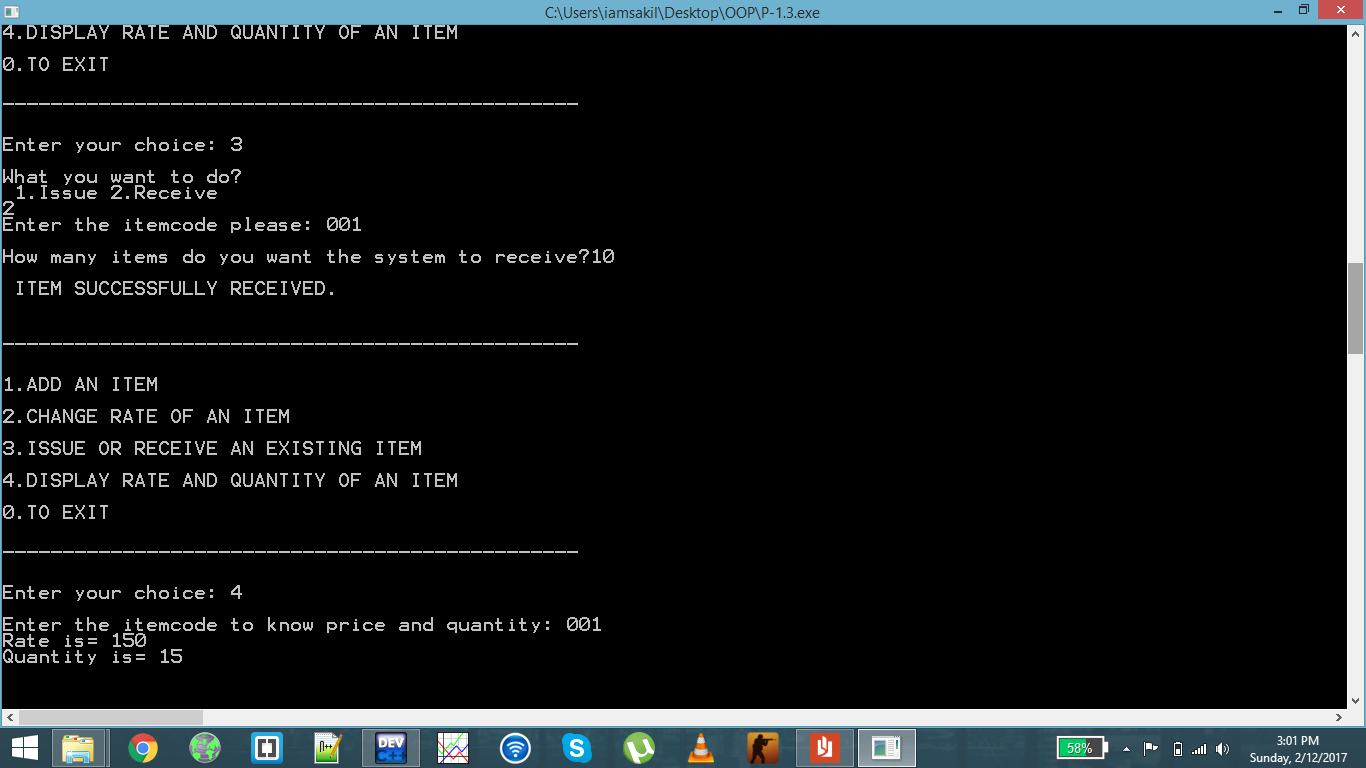 C:\Users\iamsakil\Desktop\OOP\P-1.3.exe
4.DISPLAY RATE AND QUANTITY OF AN ITEM
0.TO EXIT
________________________________________________
Enter your choice: 3
What you want to do?
1.Issue 2.Receive
2
Enter the itemcode please: 001
How many items do you want the system to receive?10
ITEM SUCCESSFULLY RECEIVED.
________________________________________________
1.ADD AN ITEM
2.CHANGE RATE OF AN ITEM
3.ISSUE OR RECEIVE AN EXISTING ITEM
4.DISPLAY RATE AND QUANTITY OF AN ITEM
0.TO EXIT
________________________________________________
Enter your choice: 4
Enter the itemcode to know price and quantity: 001
Rate is= 150
Quantity is= 15
DEV
C++
58%
3:01 PM
Sunday, 2/12/2017